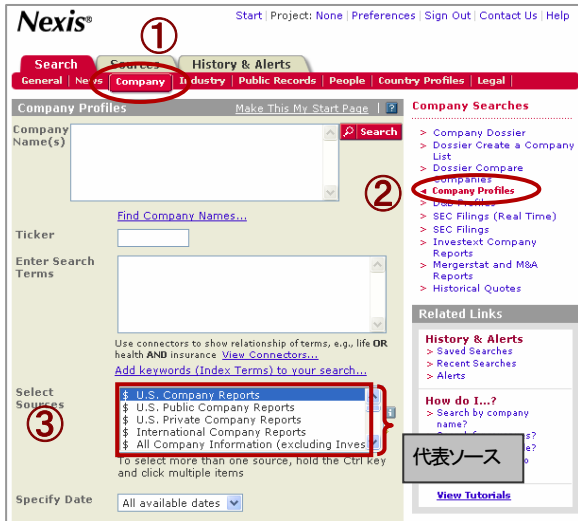 Nexis®
Start | Project: None | Preferences | Sign Out | Contact Us | Help
①
Search Sources History & Alerts
General | News | Company | Industry | Public Records | People | Country Profiles | Legal |
Company Profiles Make This My Start Page | ?
Company Name(s)
Search
Find Company Names...
Ticker
Enter Search Terms
Use connectors to show relationship of terms, e.g., life OR
health AND insurance View Connectors...
Add keywords (Index Terms) to your search...
Select Sources
③
$ U.S. Company Reports
$ U.S. Public Company Reports
$ U.S. Private Company Reports
$ International Company Reports
$ All Company Information (excluding Inves
To select more than one source, hold the Ctrl key
and click multiple items
Specify Date All available dates
Company Searches
> Company Dossier
> Dossier Create a Company
List
> Dossier Compare
Companies
②
Company Profiles
> D&B Profiles
> SEC Filings (Real Time)
> SEC Filings
> Investext Company
Reports
> Mergerstat and M&A
Reports
> Historical Quotes
Related Links
History & Alerts
> Saved Searches
> Recent Searches
> Alerts
How do I...?
> Search by company
name?
代表ソース
View Tutorials